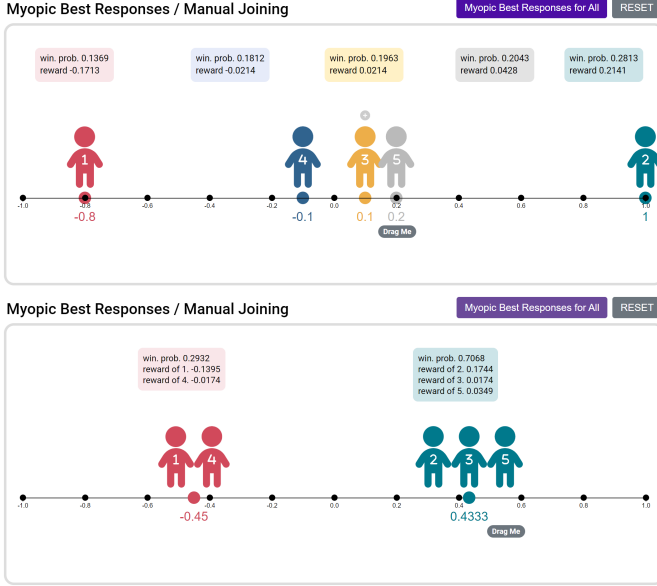 Myopic Best Responses / Manual Joining
Myopic Best Responses for All
RESET
win. prob. 0.1369
reward -0.1713
win. prob. 0.1812
reward -0.0214
win. prob. 0.1963
reward 0.0214
win. prob. 0.2043
reward 0.0428
win. prob. 0.2813
reward 0.2141
+
1
4
3
5
2
-1.0 -0.8 -0.6 -0.4 -0.2 0.0 0.2 0.4 0.6 0.8 1.0
-0.8 -0.1 0.1 0.2 1
Drag Me
Myopic Best Responses / Manual Joining
Myopic Best Responses for All
RESET
win. prob. 0.2932
reward of 1. -0.1395
reward of 4. -0.0174
win. prob. 0.7068
reward of 2. 0.1744
reward of 3. 0.0174
reward of 5. 0.0349
1
4
2
3
5
-1.0 -0.8 -0.6 -0.4 -0.2 0.0 0.2 0.4 0.6 0.8 1.0
-0.45 0.4333
Drag Me